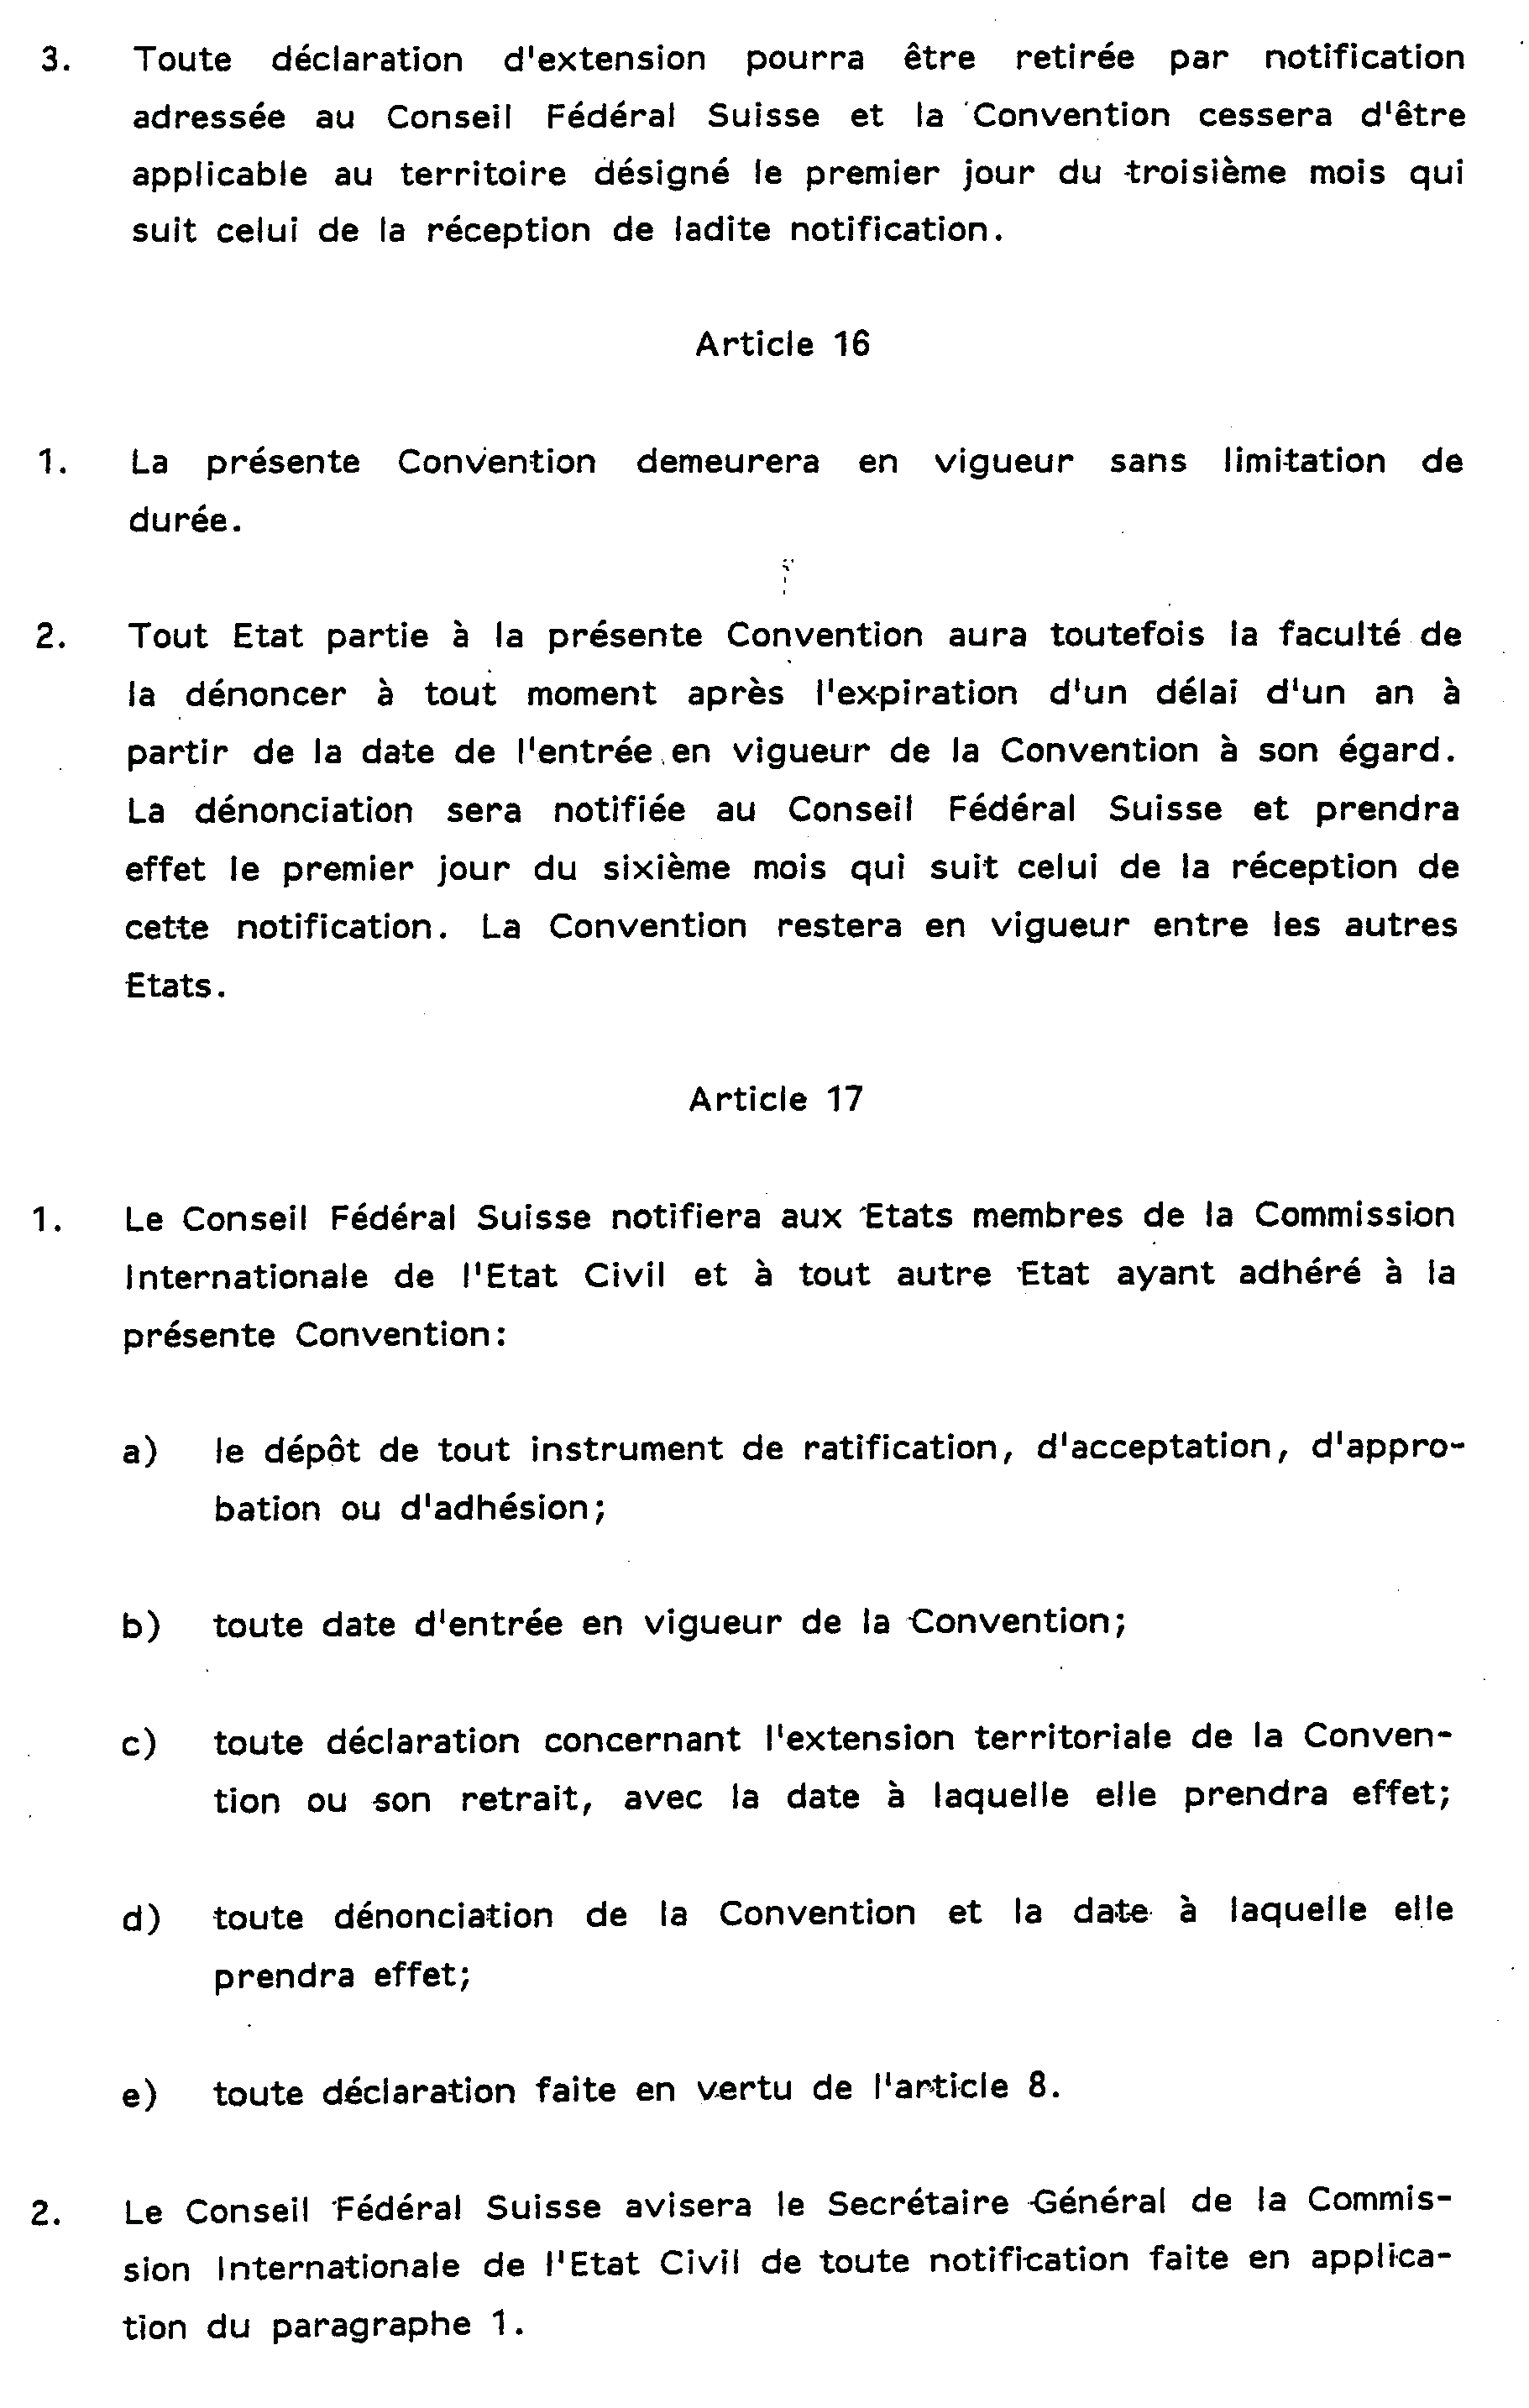 3. Toute déclaration d'extension pourra être retirée par notification
adressée au Conseil Fédéral Suisse et la Convention cessera d'être
applicable au territoire désigné le premier jour du troisième mois qui
suit celui de la réception de ladite notification.
Article 16
1. La présente Convention demeurera en vigueur sans limitation de
durée.
2. Tout Etat partie à la présente Convention aura toutefois la faculté de
la dénoncer à tout moment après l'expiration d'un délai d'un an à
partir de la date de l'entrée en vigueur de la Convention à son égard.
La dénonciation sera notifiée au Conseil Fédéral Suisse et prendra
effet le premier jour du sixième mois qui suit celui de la réception de
cette notification. La Convention restera en vigueur entre les autres
Etats.
Article 17
1. Le Conseil Fédéral Suisse notifiera aux Etats membres de la Commission
Internationale de l'Etat Civil et à tout autre Etat ayant adhéré à la
présente Convention:
a) le dépôt de tout instrument de ratification, d'acceptation, d'appro-
bation ou d'adhésion;
b) toute date d'entrée en vigueur de la Convention;
c) toute déclaration concernant l'extension territoriale de la Conven-
tion ou son retrait, avec la date à laquelle elle prendra effet;
d) toute dénonciation de la Convention et la date à laquelle elle
prendra effet;
e) toute déclaration faite en vertu de l'article 8.
2. Le Conseil Fédéral Suisse avisera le Secrétaire Général de la Commis-
sion Internationale de l'Etat Civil de toute notification faite en applica-
tion du paragraphe 1.